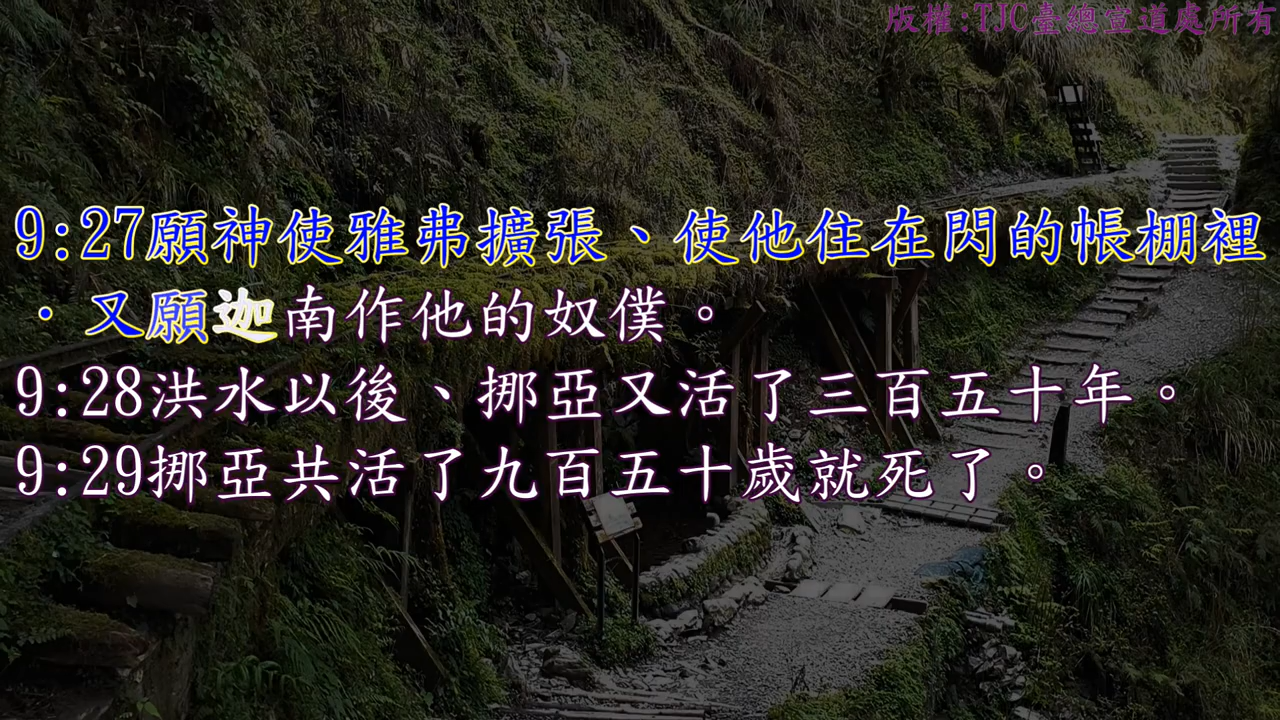 版權:TJC臺總宣道處所有
9:27願神使雅弗擴張、使他住在閃的帳棚裡
．又願迦南作他的奴僕。
9:28洪水以後、挪亞又活了三百五十年。
9:29挪亞共活了九百五十歲就死了。